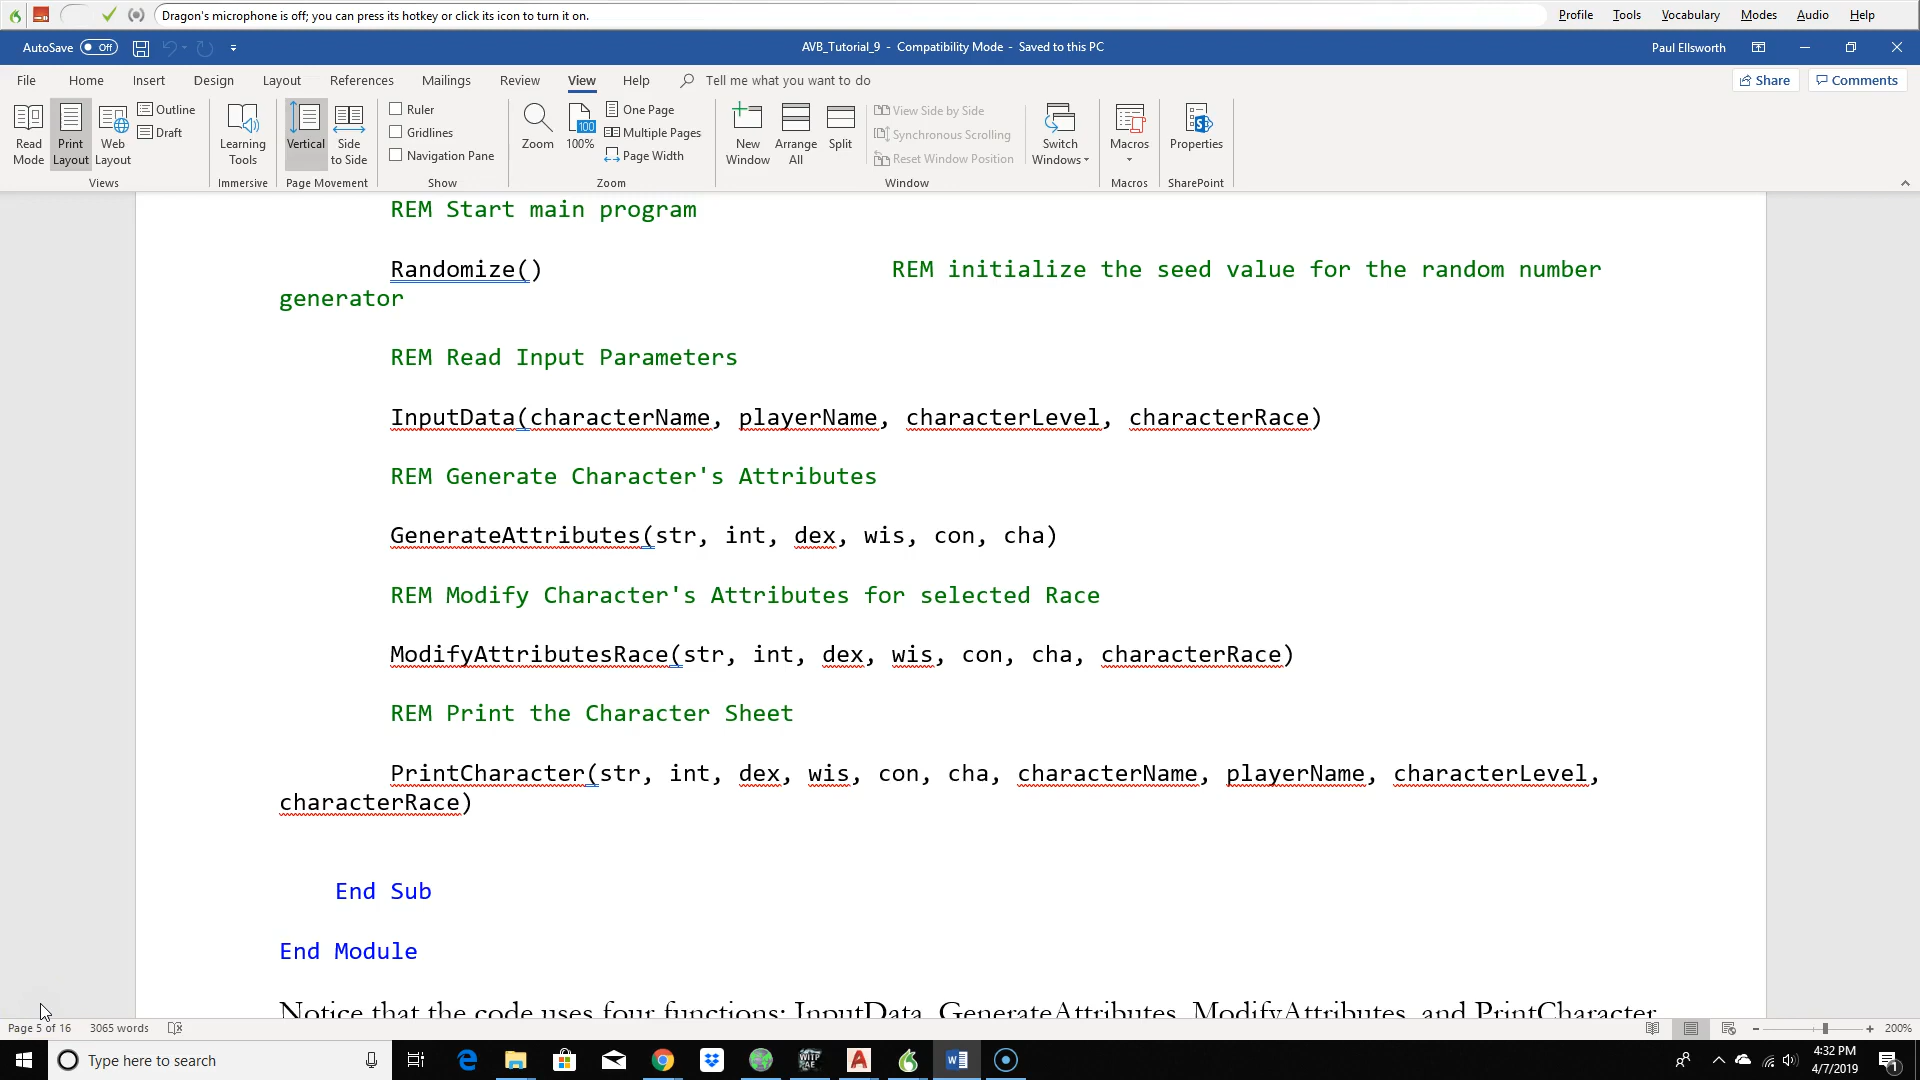 Dragon's microphone is off; you can press its hotkey or click its icon to turn it on. Profile Tools Vocabulary Modes Audio Help
AutoSave Off AVB_Tutorial_9 - Compatibility Mode - Saved to this PC Paul Ellsworth
File Home Insert Design Layout References Mailings Review View Help Tell me what you want to do Share Comments
Read Mode
Print Layout
Web Layout
Outline
Draft
Views
Learning Tools
Immersive
Vertical
Side to Side
Page Movement
Ruler
Gridlines
Navigation Pane
Show
Zoom
100
100%
One Page
Multiple Pages
Page Width
Zoom
New Window
Arrange All
Split
View Side by Side
Synchronous Scrolling
Reset Window Position
Window
Switch Windows
Macros
Macros
Properties
SharePoint
REM Start main program
Randomize() REM initialize the seed value for the random number
generator
REM Read Input Parameters
InputData(characterName, playerName, characterLevel, characterRace)
REM Generate Character's Attributes
GenerateAttributes(str, int, dex, wis, con, cha)
REM Modify Character's Attributes for selected Race
ModifyAttributesRace(str, int, dex, wis, con, cha, characterRace)
REM Print the Character Sheet
PrintCharacter(str, int, dex, wis, con, cha, characterName, playerName, characterLevel,
characterRace)
End Sub
End Module
Notice that the code uses four functions: InputData, GenerateAttributes, ModifyAttributes, and PrintCharacter
Page 5 of 16 3065 words 200%
Type here to search
4:32 PM
4/7/2019
1